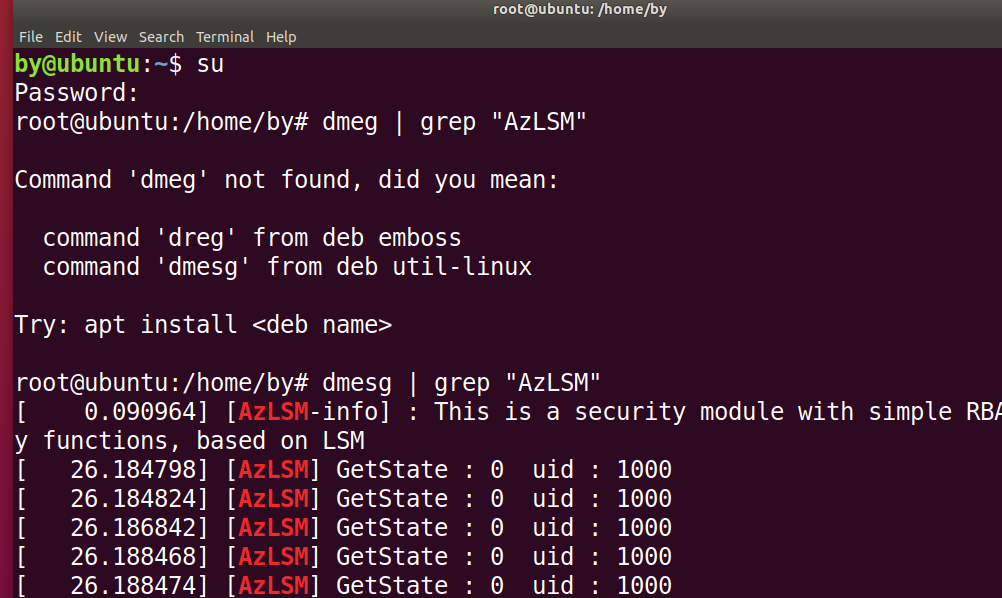 root@ubuntu: /home/by
File Edit View Search Terminal Help
by@ubuntu:~$ su
Password:
root@ubuntu:/home/by# dmeg | grep "AzLSM"
Command 'dmeg' not found, did you mean:
  command 'dreg' from deb emboss
  command 'dmesg' from deb util-linux
Try: apt install <deb name>
root@ubuntu:/home/by# dmesg | grep "AzLSM"
[    0.090964] [AzLSM-info] : This is a security module with simple RBA
y functions, based on LSM
[   26.184798] [AzLSM] GetState : 0  uid : 1000
[   26.184824] [AzLSM] GetState : 0  uid : 1000
[   26.186842] [AzLSM] GetState : 0  uid : 1000
[   26.188468] [AzLSM] GetState : 0  uid : 1000
[   26.188474] [AzLSM] GetState : 0  uid : 1000